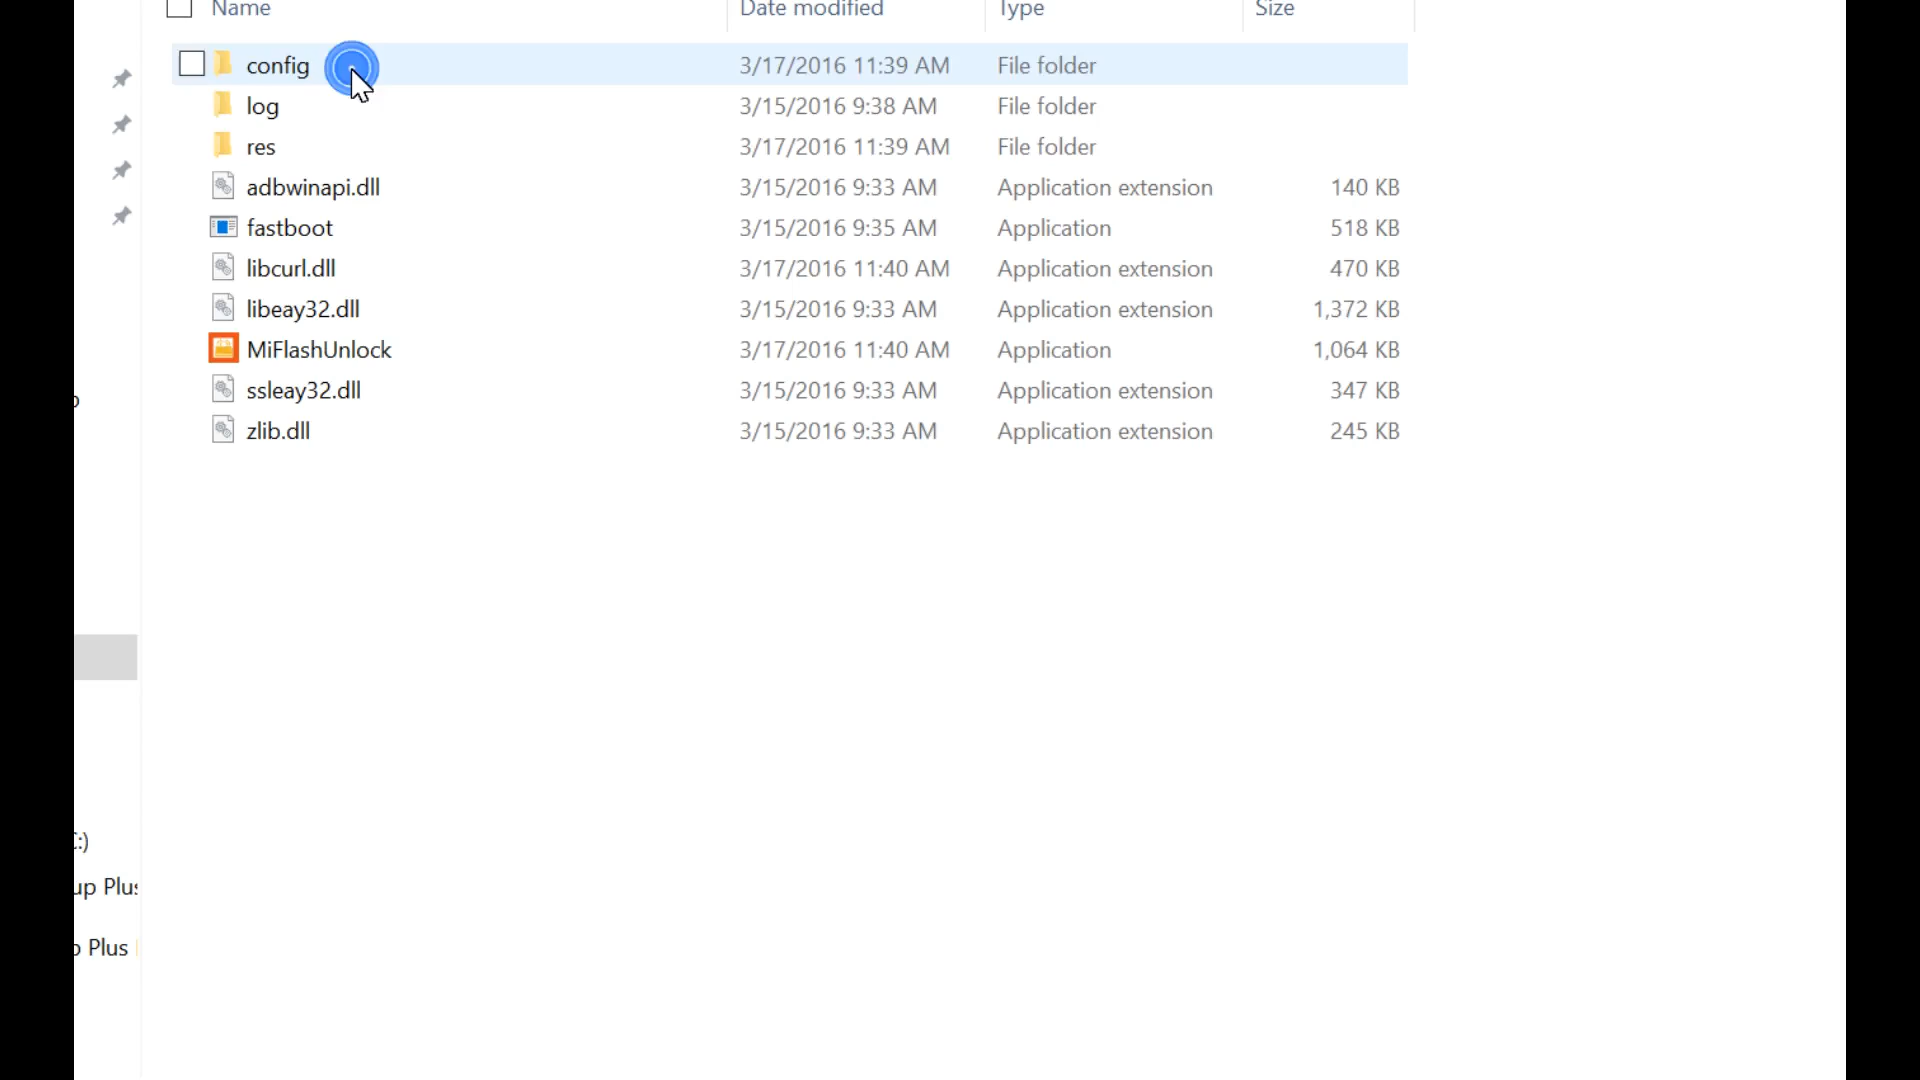 Name Date modified Type Size
config 3/17/2016 11:39 AM File folder
log 3/15/2016 9:38 AM File folder
res 3/17/2016 11:39 AM File folder
adbwinapi.dll 3/15/2016 9:33 AM Application extension 140 KB
fastboot 3/15/2016 9:35 AM Application 518 KB
libcurl.dll 3/17/2016 11:40 AM Application extension 470 KB
libeay32.dll 3/15/2016 9:33 AM Application extension 1,372 KB
MiFlashUnlock 3/17/2016 11:40 AM Application 1,064 KB
ssleay32.dll 3/15/2016 9:33 AM Application extension 347 KB
zlib.dll 3/15/2016 9:33 AM Application extension 245 KB
:)
up Plus
Plus